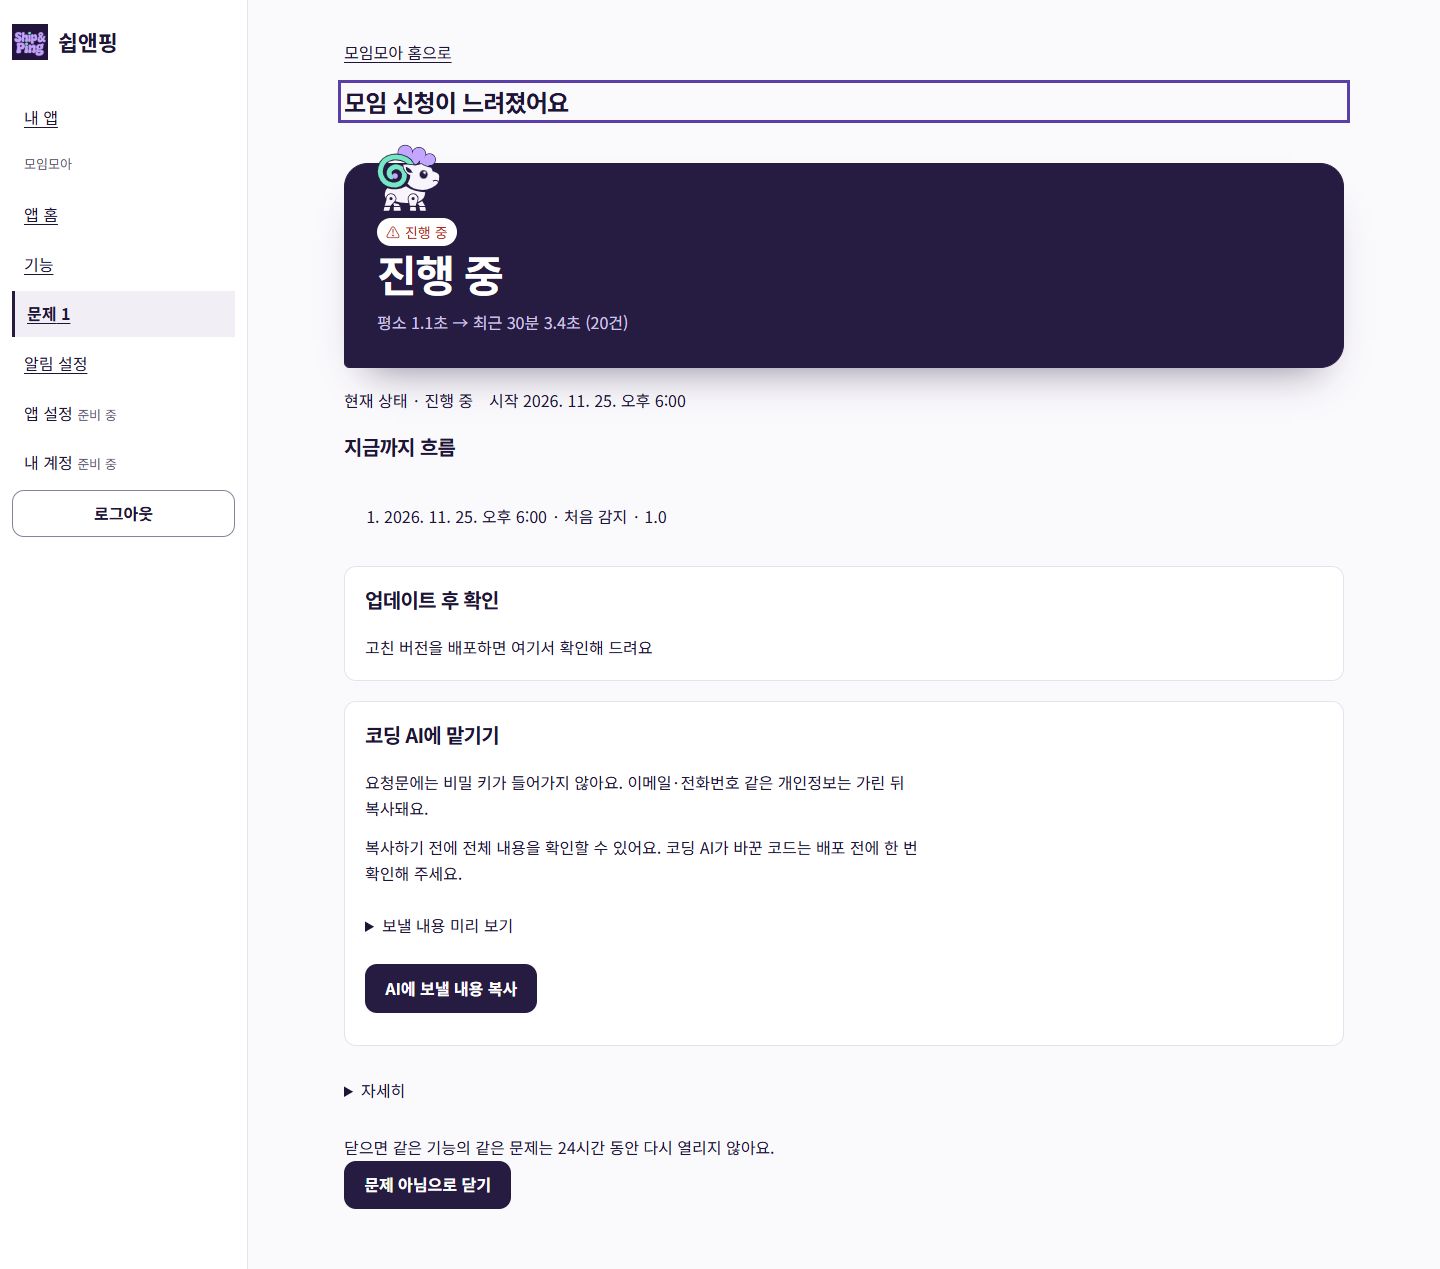 Ship&
Ping
쉽앤핑
내 앱
모임모아
앱 홈
기능
문제 1
알림 설정
앱 설정 준비 중
내 계정 준비 중
로그아웃
모임모아 홈으로
모임 신청이 느려졌어요
진행 중
진행 중
평소 1.1초 → 최근 30분 3.4초 (20건)
현재 상태 · 진행 중 시작 2026. 11. 25. 오후 6:00
지금까지 흐름
1. 2026. 11. 25. 오후 6:00 · 처음 감지 · 1.0
업데이트 후 확인
고친 버전을 배포하면 여기서 확인해 드려요
코딩 AI에 맡기기
요청문에는 비밀 키가 들어가지 않아요. 이메일·전화번호 같은 개인정보는 가린 뒤
복사돼요.
복사하기 전에 전체 내용을 확인할 수 있어요. 코딩 AI가 바꾼 코드는 배포 전에 한 번
확인해 주세요.
보낼 내용 미리 보기
AI에 보낼 내용 복사
자세히
닫으면 같은 기능의 같은 문제는 24시간 동안 다시 열리지 않아요.
문제 아님으로 닫기